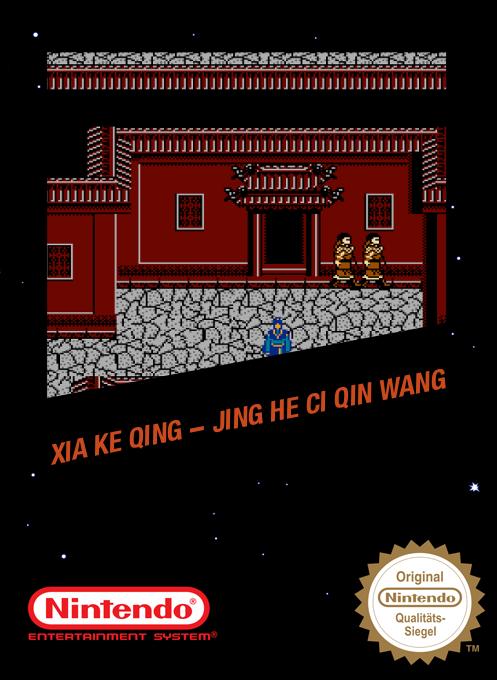 XIA KE QING – JING HE CI QIN WANG
Nintendo®
ENTERTAINMENT SYSTEM®
Original
Nintendo
Qualitäts-
Siegel
TM